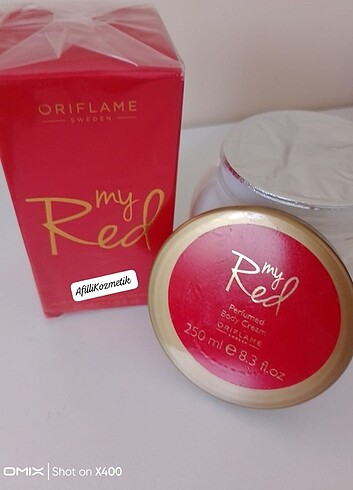 ORIFLAME
SWEDEN
my
Red
AfilliKozmetik
my
Red
Perfumed
Body Cream
ORIFLAME
SWEDEN
250 ml e 8.3 fl.oz
OMIX | Shot on X400